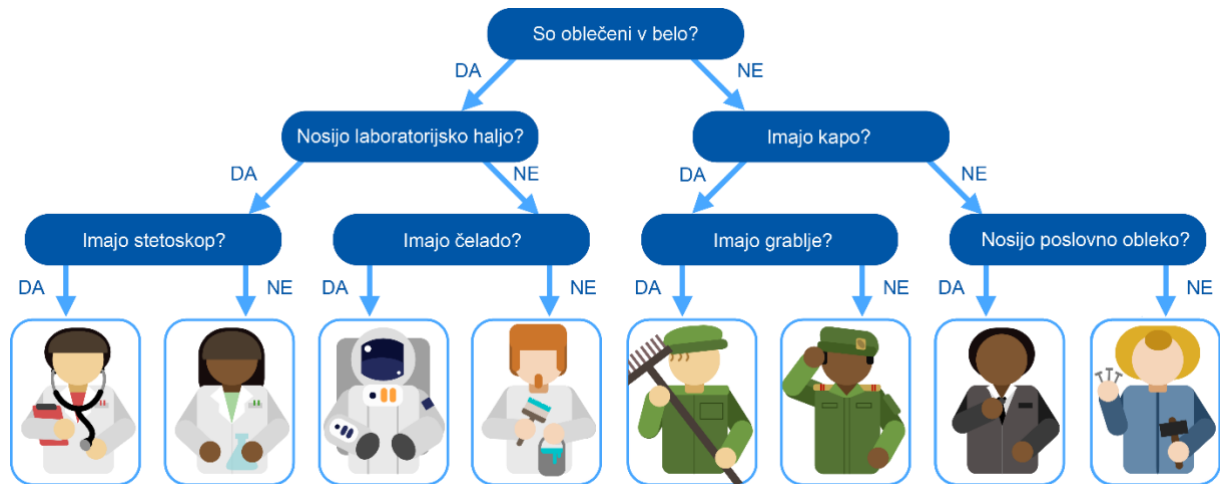 So oblečeni v belo?
DA
NE
Nosijo laboratorijsko haljo?
Imajo kapo?
DA
NE
DA
NE
Imajo stetoskop?
Imajo čelado?
Imajo grablje?
Nosijo poslovno obleko?
DA
NE
DA
NE
DA
NE
DA
NE